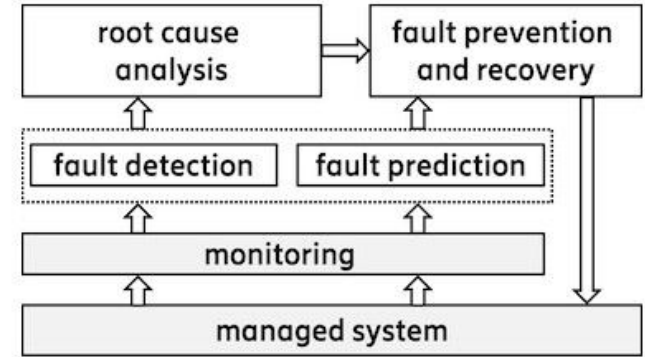 root cause
analysis
fault prevention
and recovery
fault detection
fault prediction
monitoring
managed system